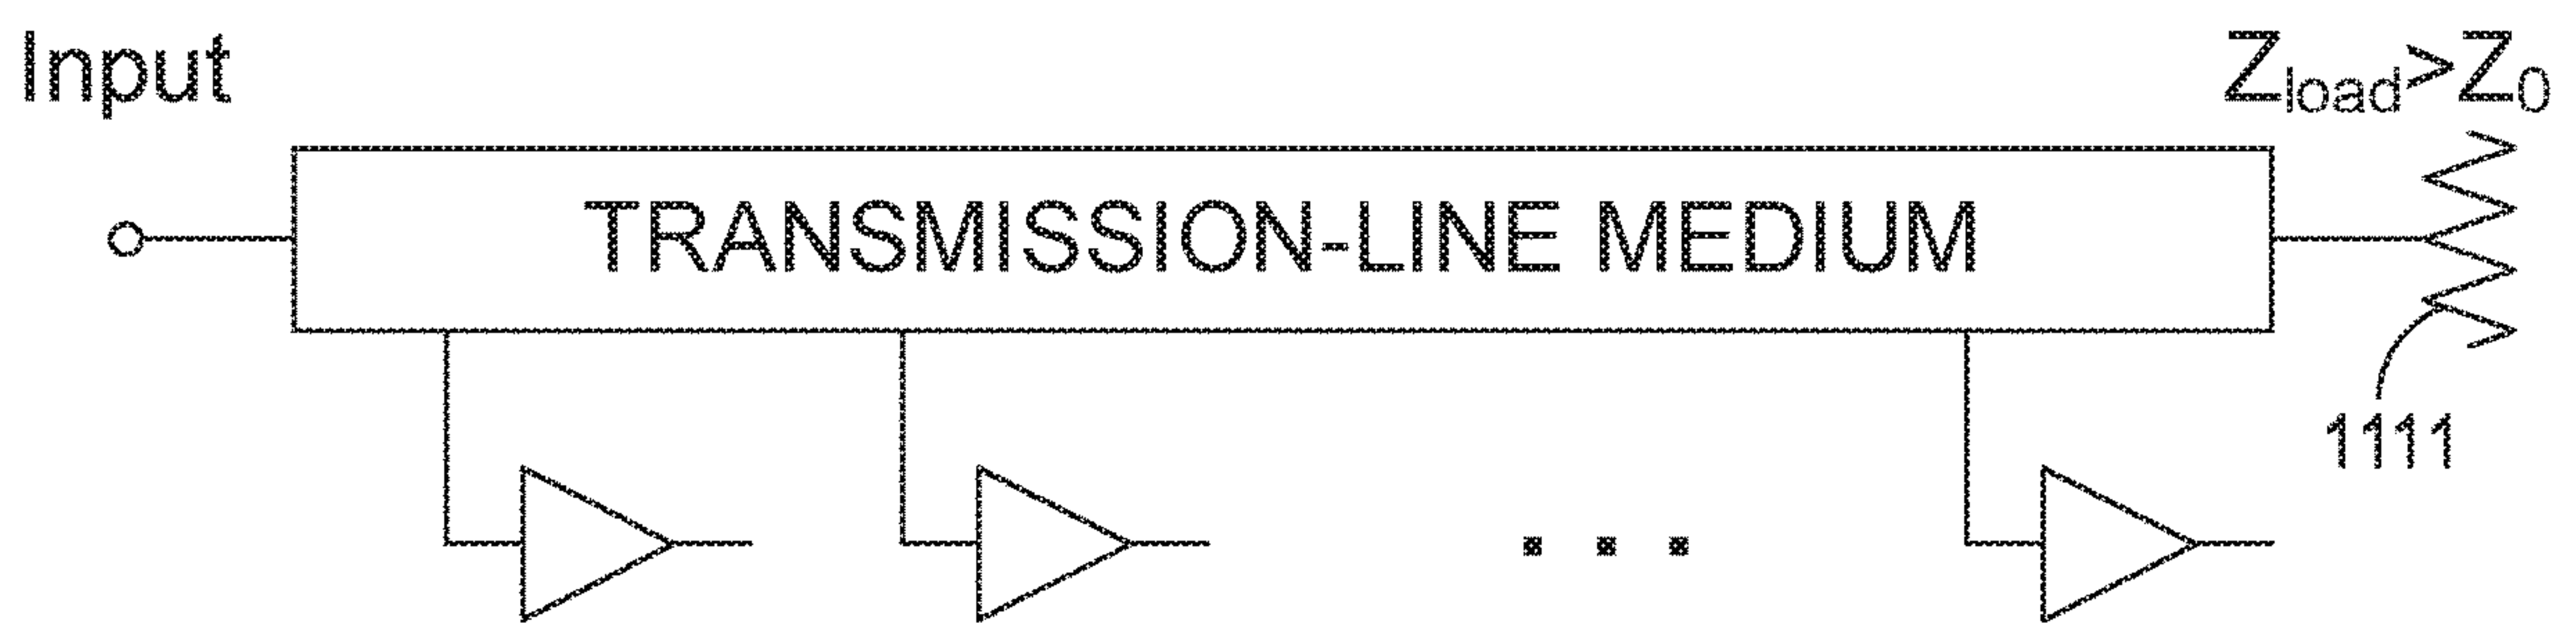 Input
Zload>Z0
TRANSMISSION-LINE MEDIUM
1111